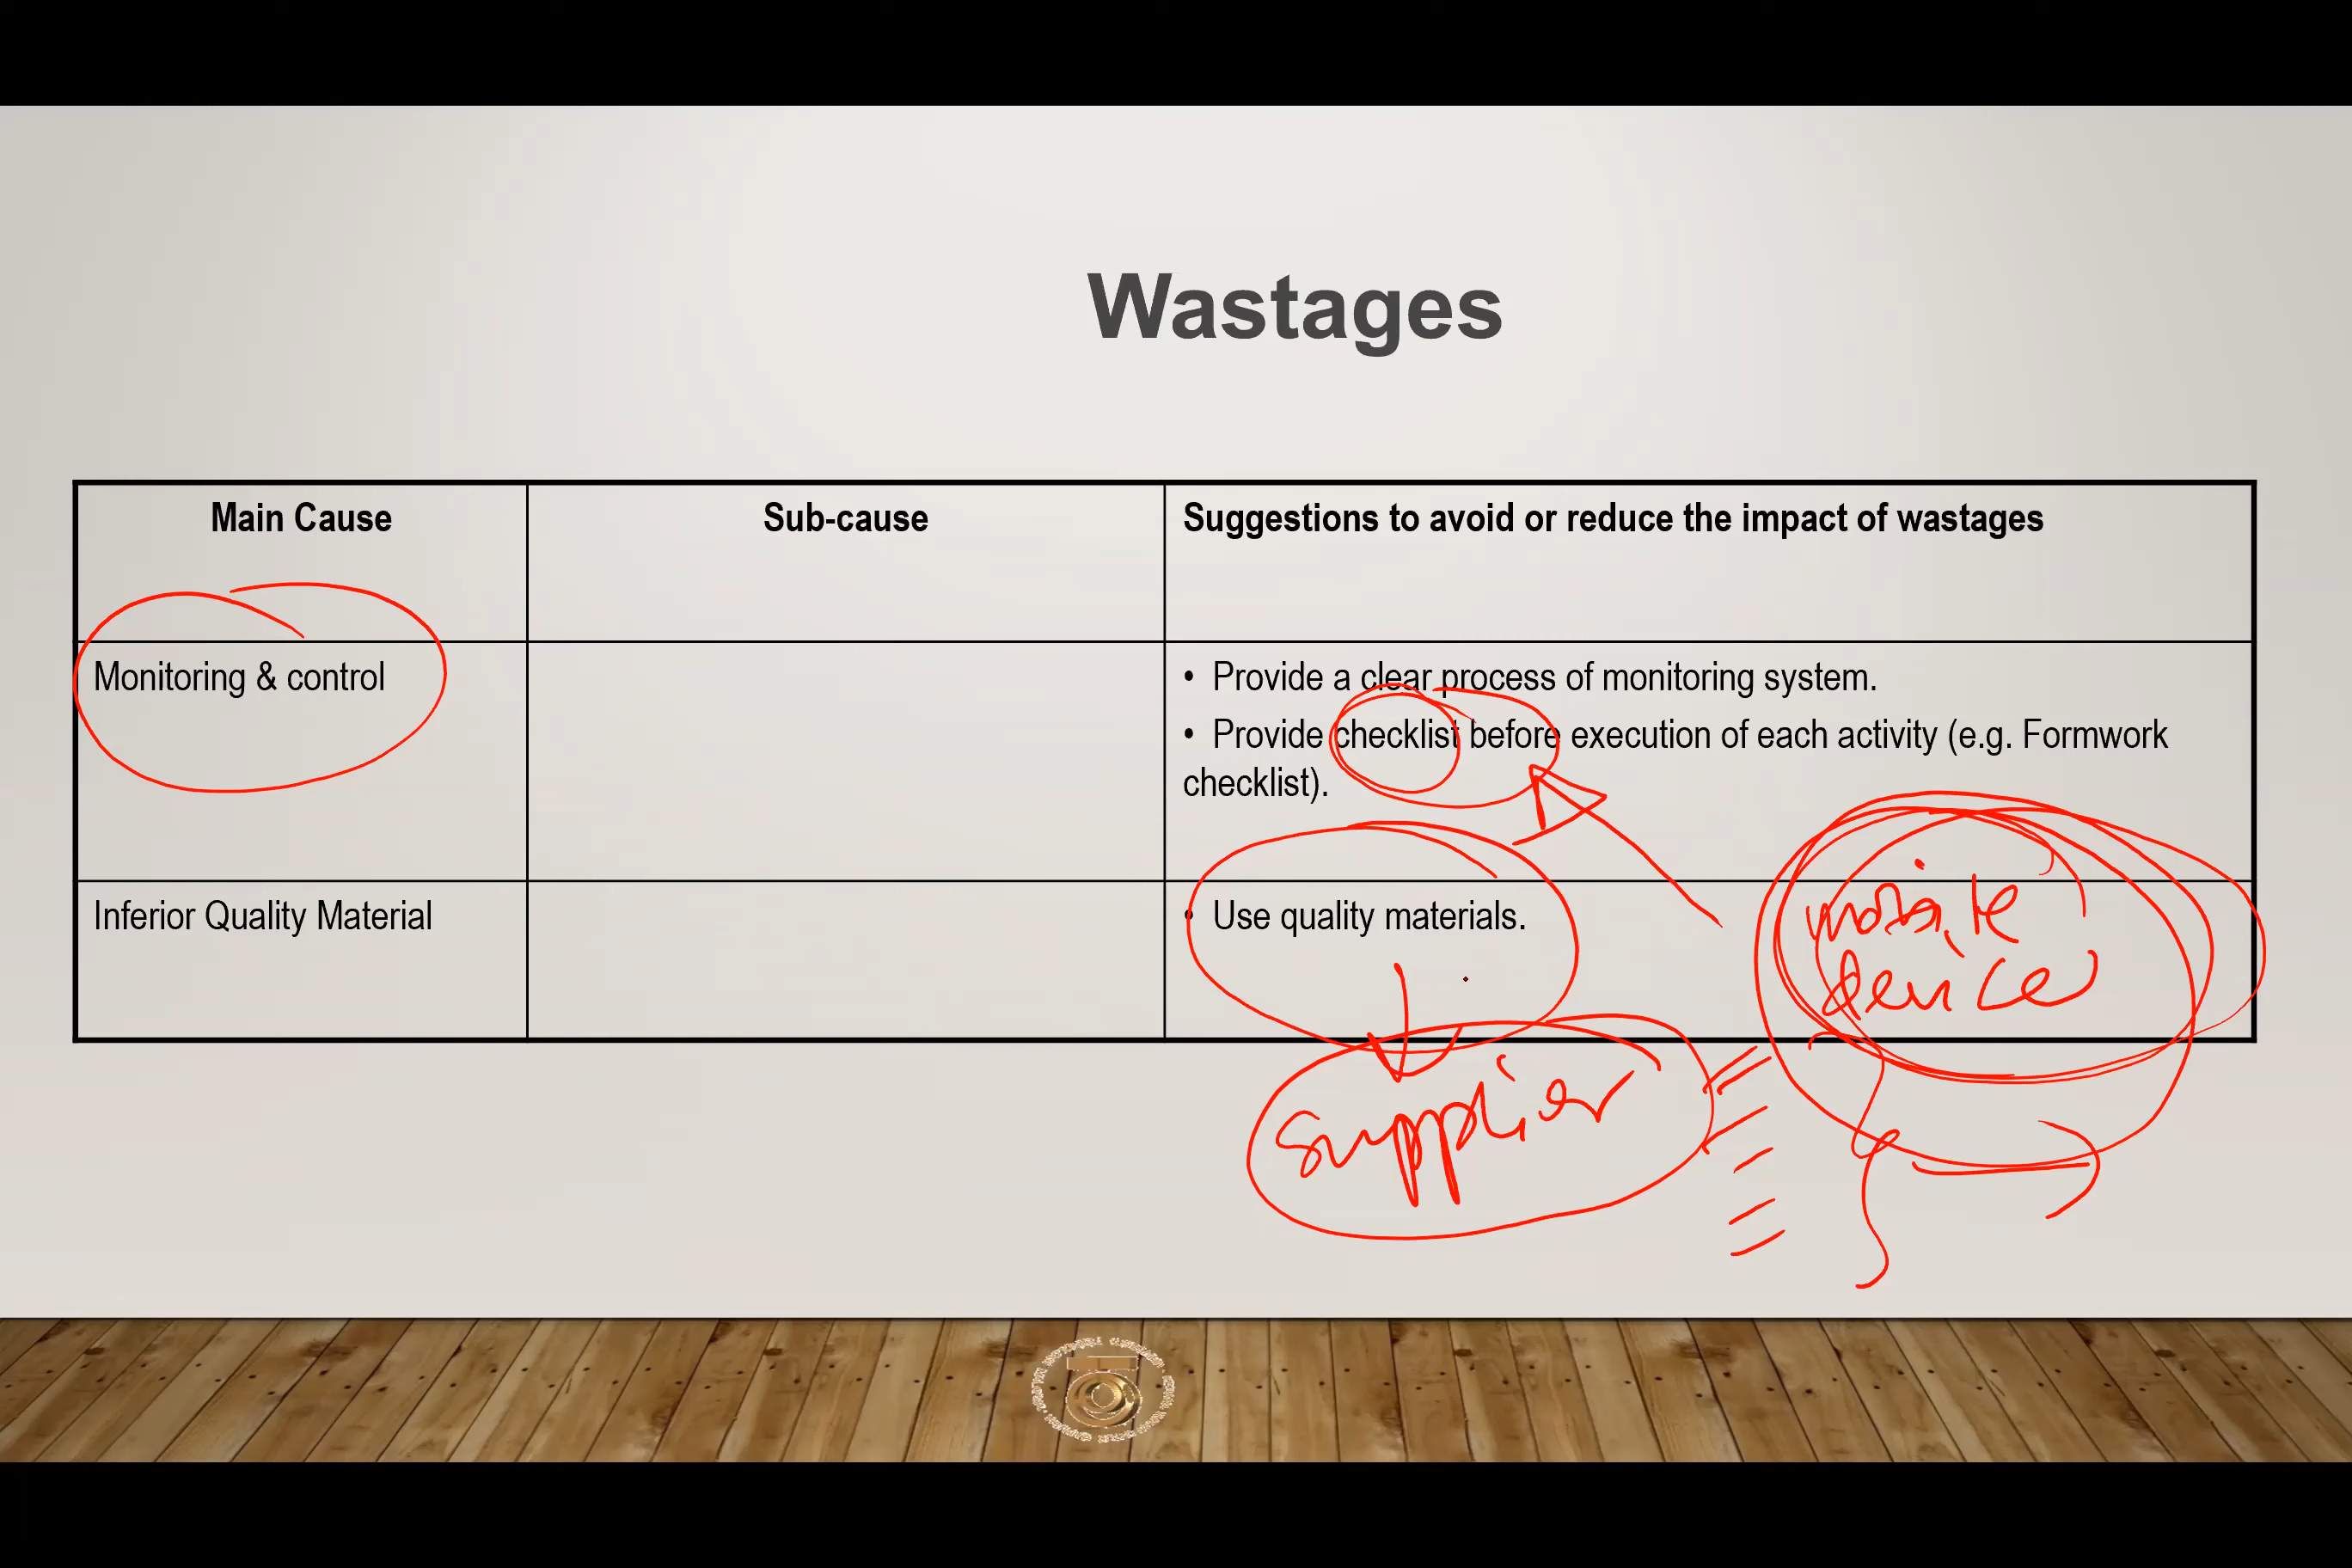 Wastages
Main Cause
Sub-cause
Suggestions to avoid or reduce the impact of wastages
Monitoring & control
• Provide a clear process of monitoring system.
• Provide checklist before execution of each activity (e.g. Formwork
checklist).
Inferior Quality Material
• Use quality materials.
mobile
devices
supplier